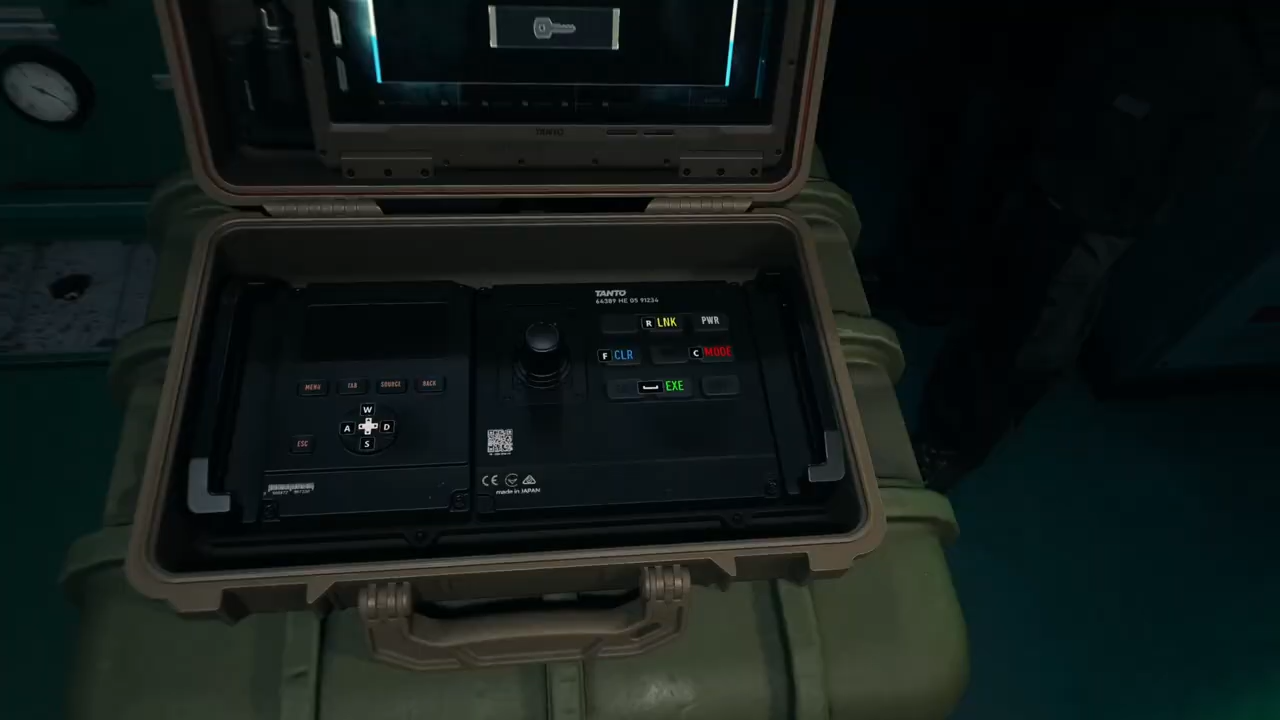 TANTO
TANTO
64389 HE 05 91234
R LNK PWR
F CLR C MODE
EXE
MENU TAB SOURCE BACK
W
A D
S
ESC
CE
made in JAPAN